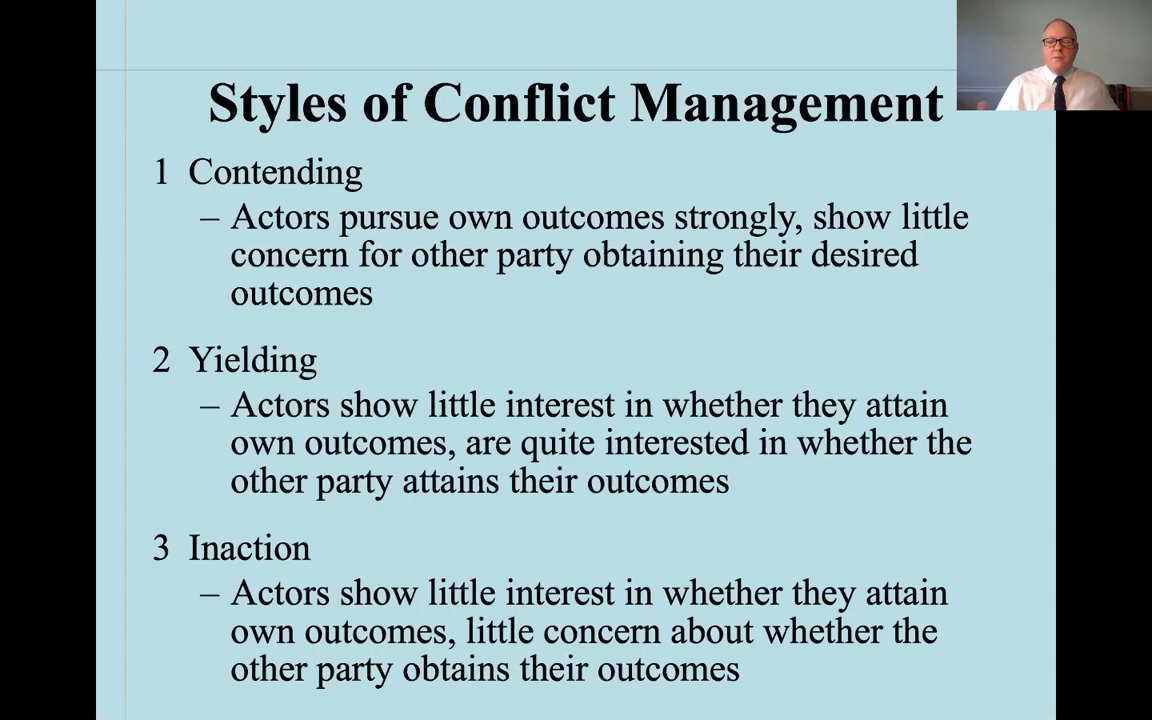 Styles of Conflict Management
1 Contending
– Actors pursue own outcomes strongly, show little
concern for other party obtaining their desired
outcomes
2 Yielding
– Actors show little interest in whether they attain
own outcomes, are quite interested in whether the
other party attains their outcomes
3 Inaction
– Actors show little interest in whether they attain
own outcomes, little concern about whether the
other party obtains their outcomes